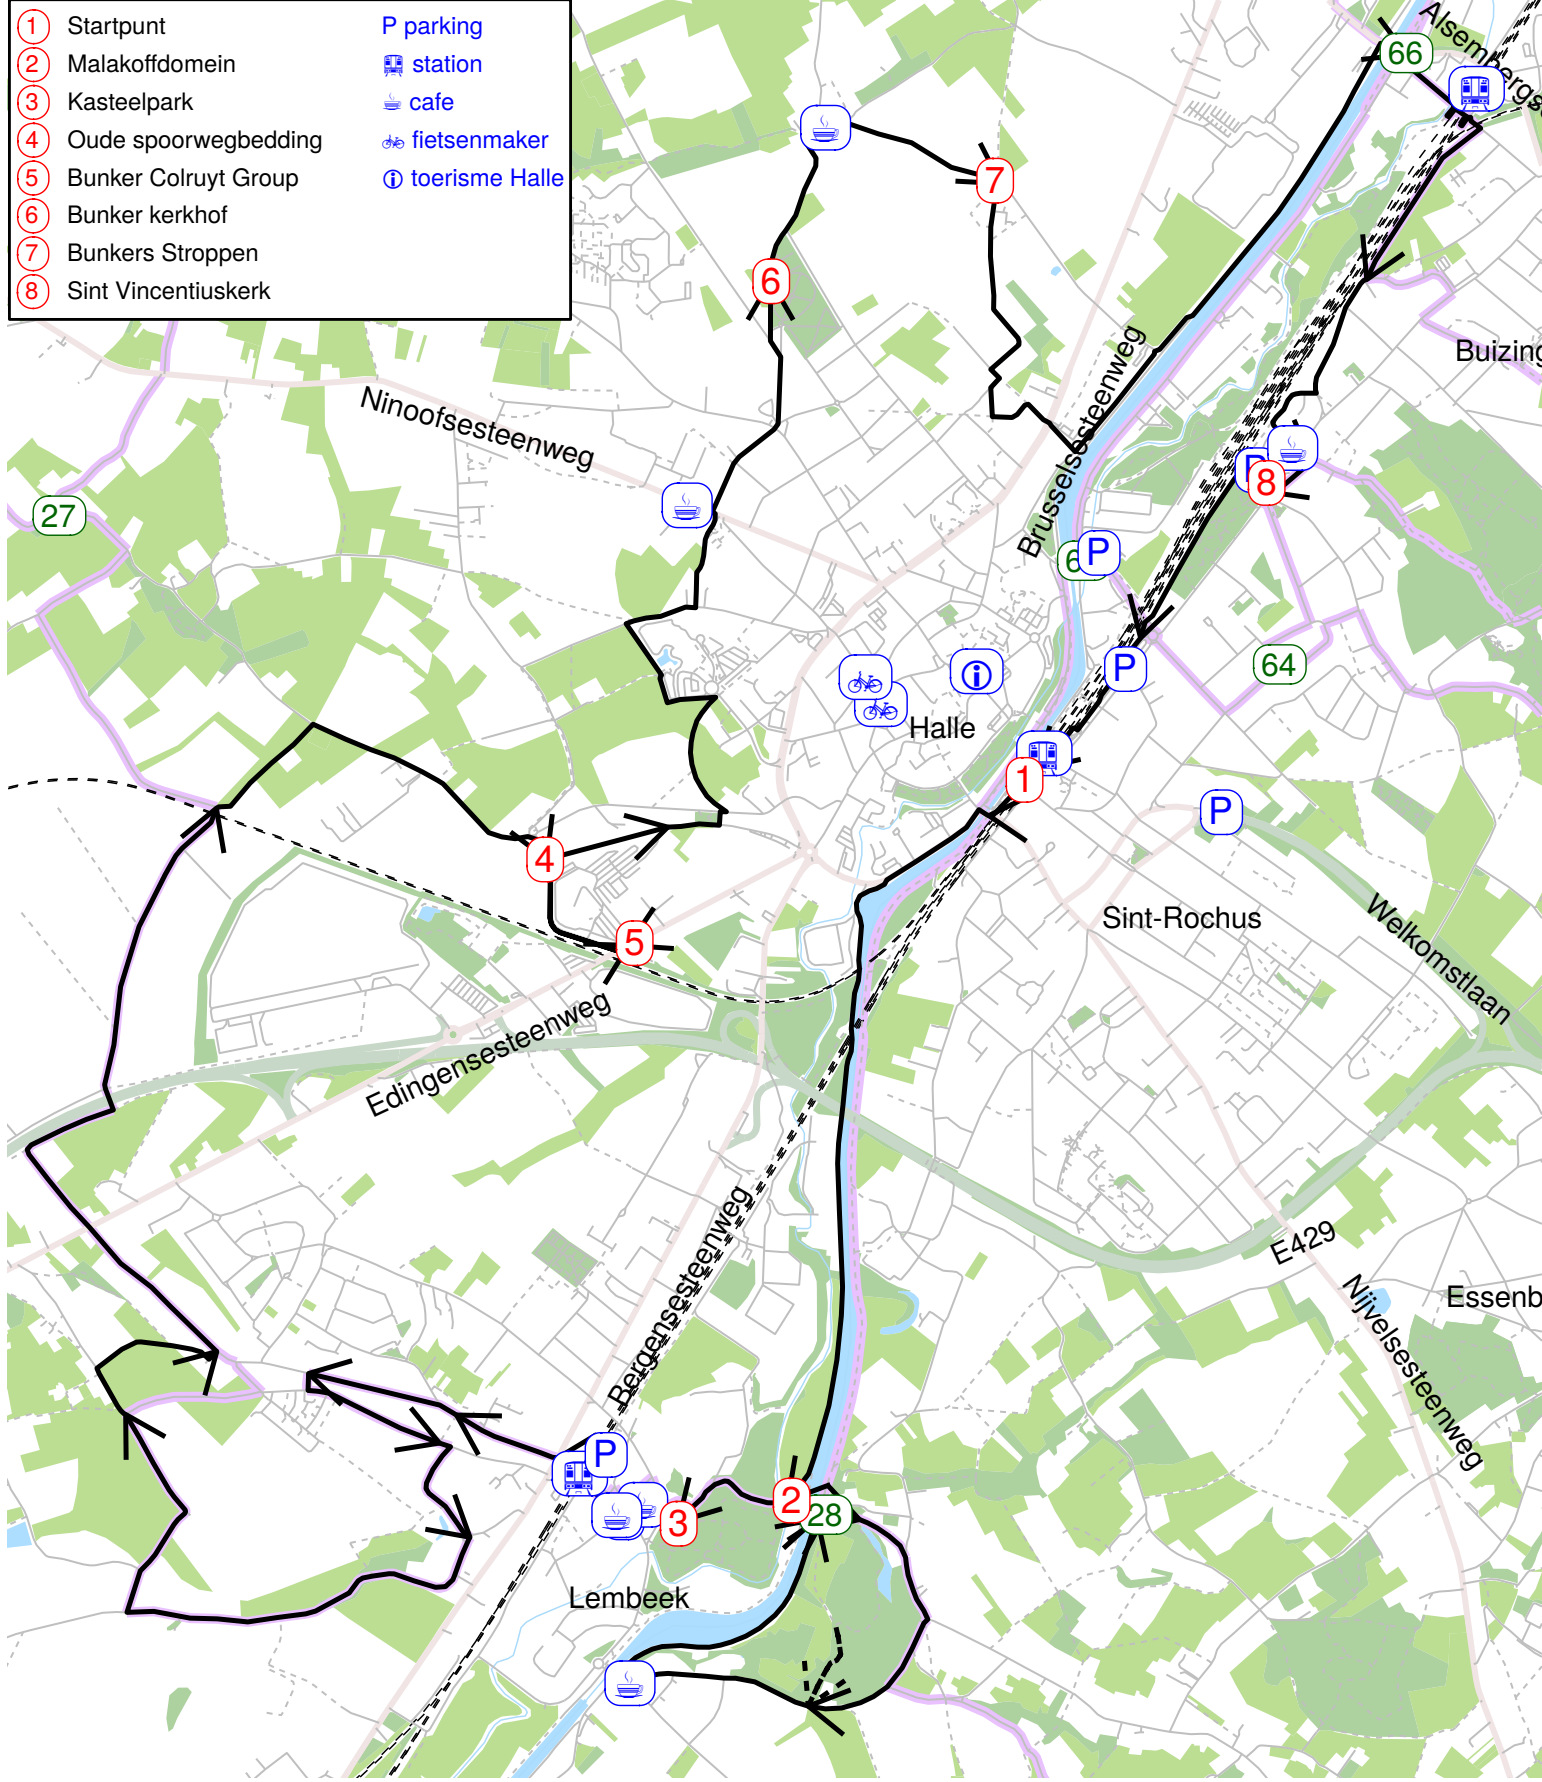 1 Startpunt P parking
2 Malakoffdomein station
3 Kasteelpark cafe
4 Oude spoorwegbedding fietsenmaker
5 Bunker Colruyt Group toerisme Halle
6 Bunker kerkhof
7 Bunkers Stroppen
8 Sint Vincentiuskerk
66
7
6
Buizing
Ninoofsesteenweg
Brusselsesteenweg
P
8
27
6
P
64
P
Halle
1
P
4
5
Sint-Rochus
Welkomstlaan
Edingensesteenweg
Bergensesteenweg
E429
Nijvelsesteenweg
Essenb
P
2
28
3
Lembeek